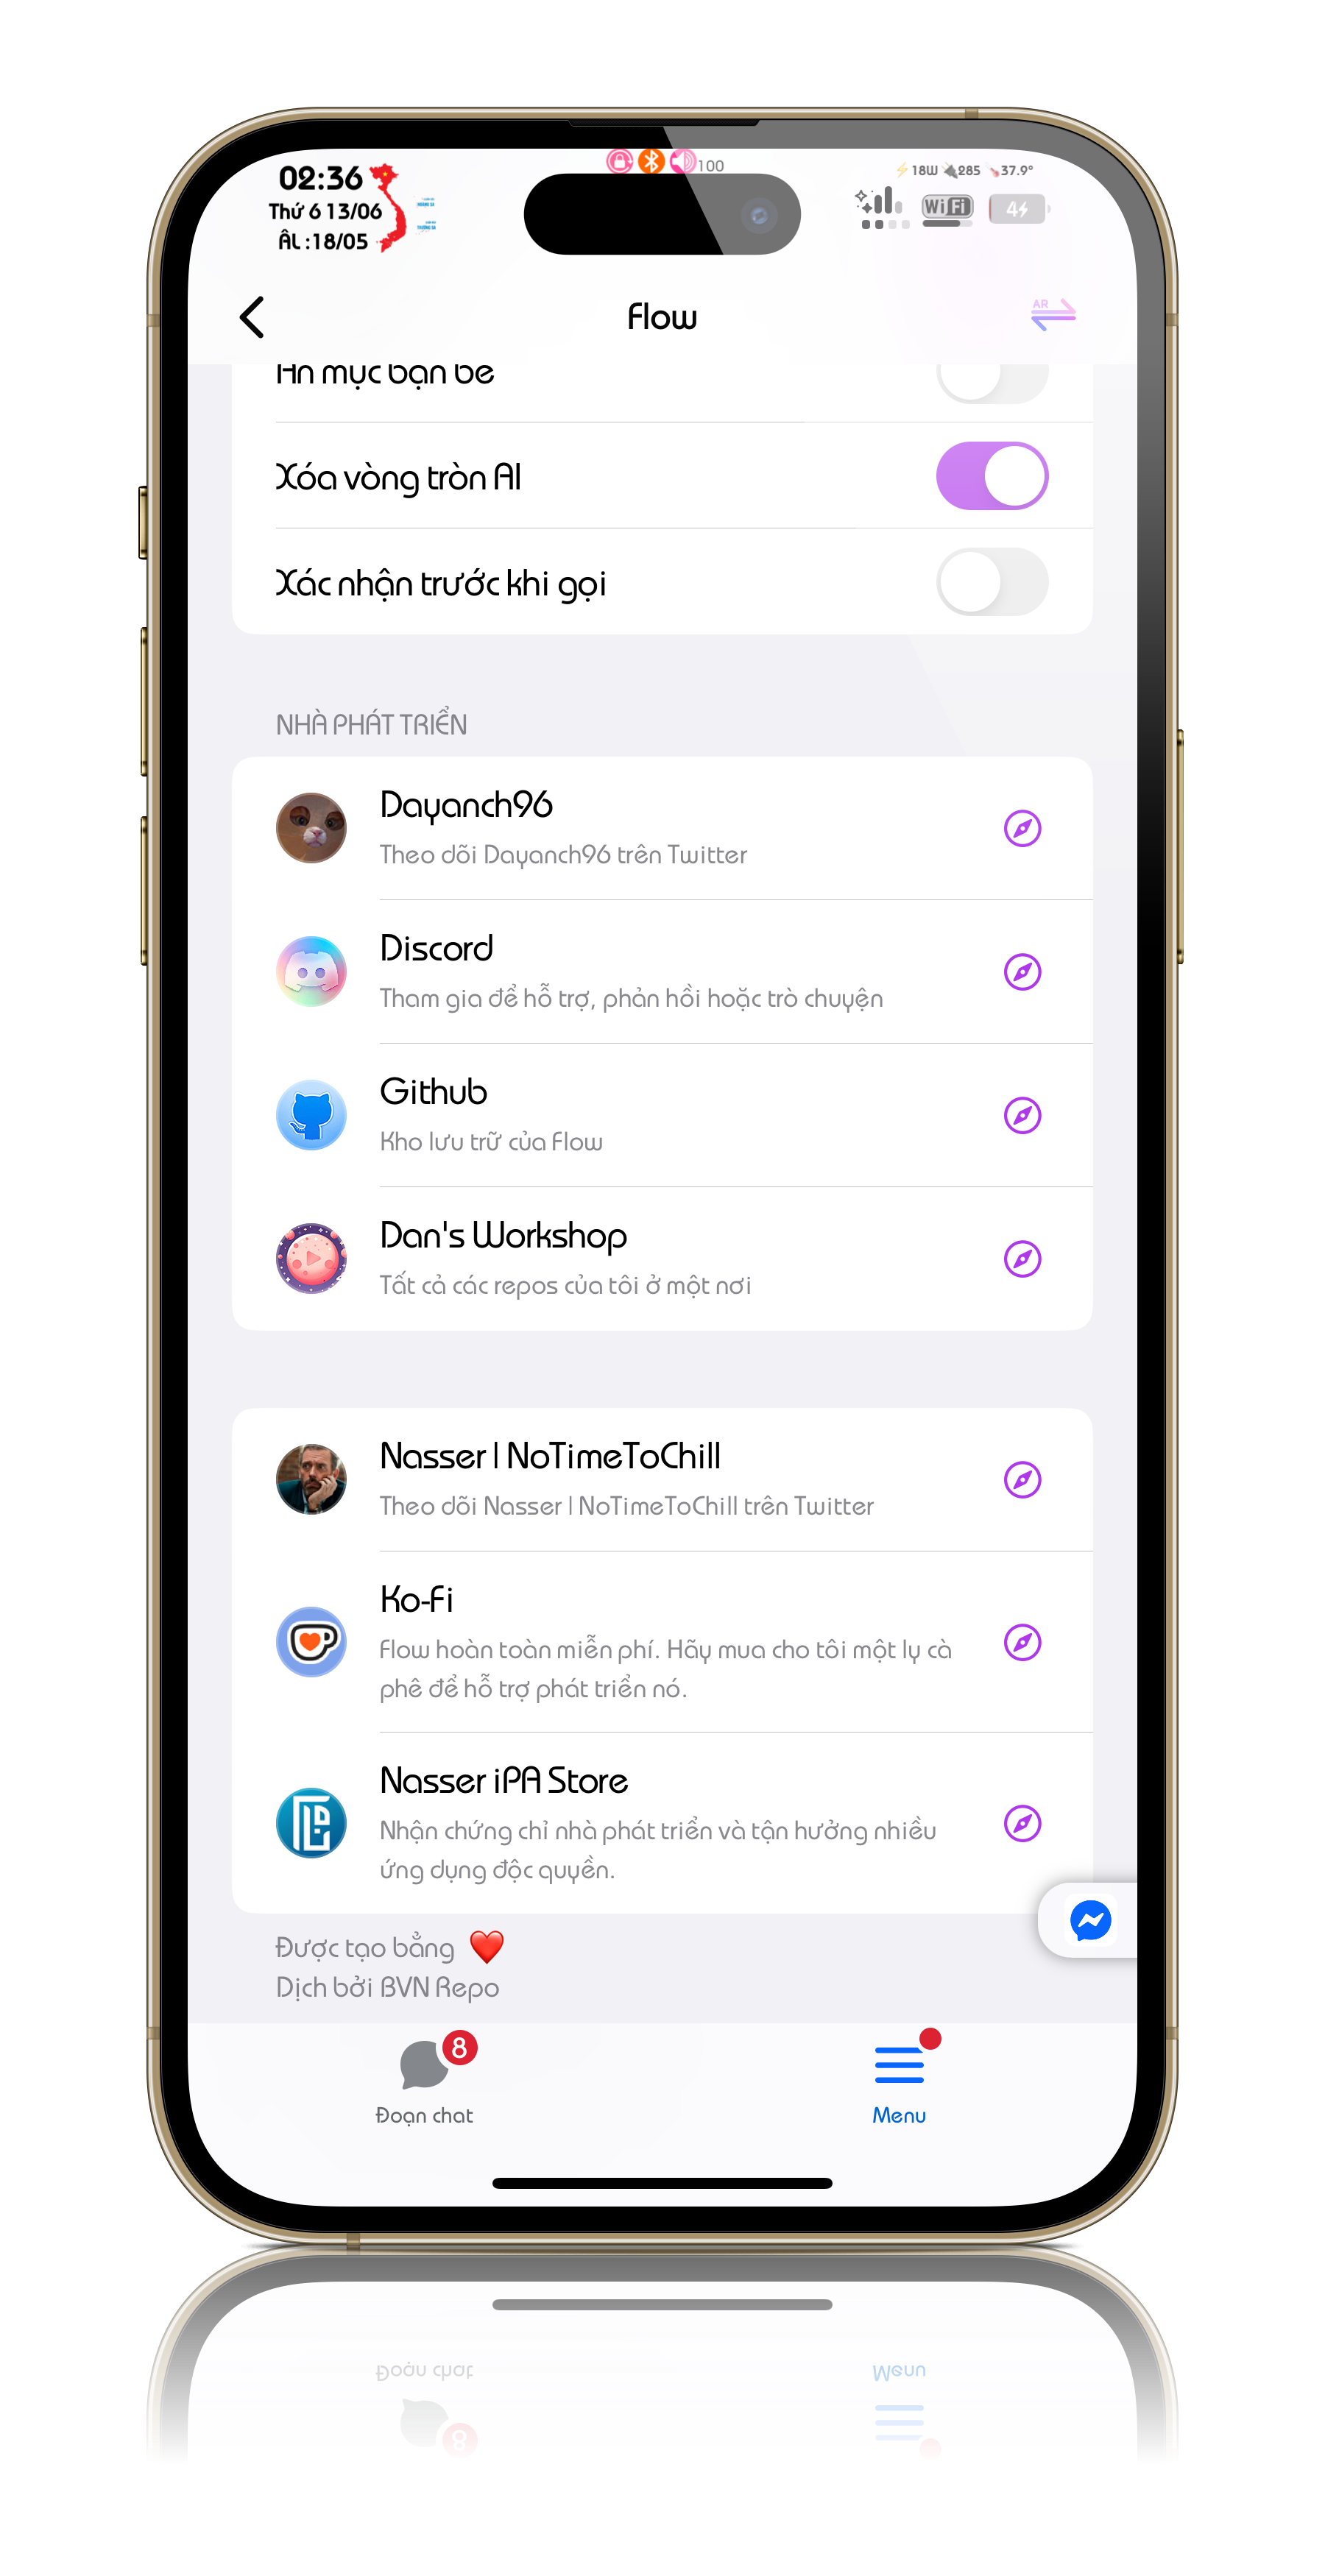 02:36
Thứ 6 13/06
ÂL :18/05
100
⚡18W 🔌285 🌡️37.9°
WiFi
4⚡
Flow
AR
Ẩn mục bạn bè
Xóa vòng tròn AI
Xác nhận trước khi gọi
NHÀ PHÁT TRIỂN
Dayanch96
Theo dõi Dayanch96 trên Twitter
Discord
Tham gia để hỗ trợ, phản hồi hoặc trò chuyện
Github
Kho lưu trữ của Flow
Dan's Workshop
Tất cả các repos của tôi ở một nơi
Nasser | NoTimeToChill
Theo dõi Nasser | NoTimeToChill trên Twitter
Ko-Fi
Flow hoàn toàn miễn phí. Hãy mua cho tôi một ly cà
phê để hỗ trợ phát triển nó.
Nasser iPA Store
Nhận chứng chỉ nhà phát triển và tận hưởng nhiều
ứng dụng độc quyền.
Được tạo bằng ❤️
Dịch bởi BVN Repo
8
Đoạn chat
Menu